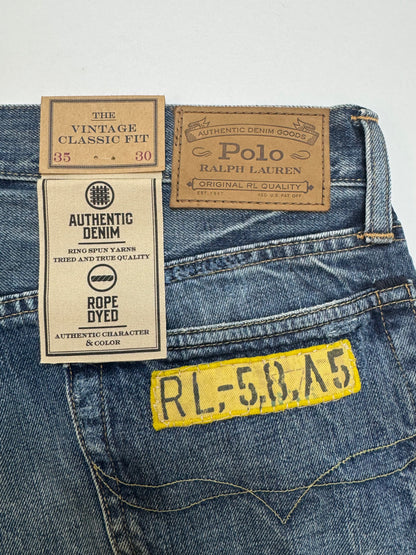 THE
VINTAGE
CLASSIC FIT
35 30
AUTHENTIC
DENIM
RING SPUN YARNS
TRIED AND TRUE QUALITY
ROPE
DYED
AUTHENTIC CHARACTER
& COLOR
AUTHENTIC DENIM GOODS
Polo
RALPH LAUREN
ORIGINAL RL QUALITY
EST. 1967 REG. U.S. PAT. OFF.
RL,-5,8,A5